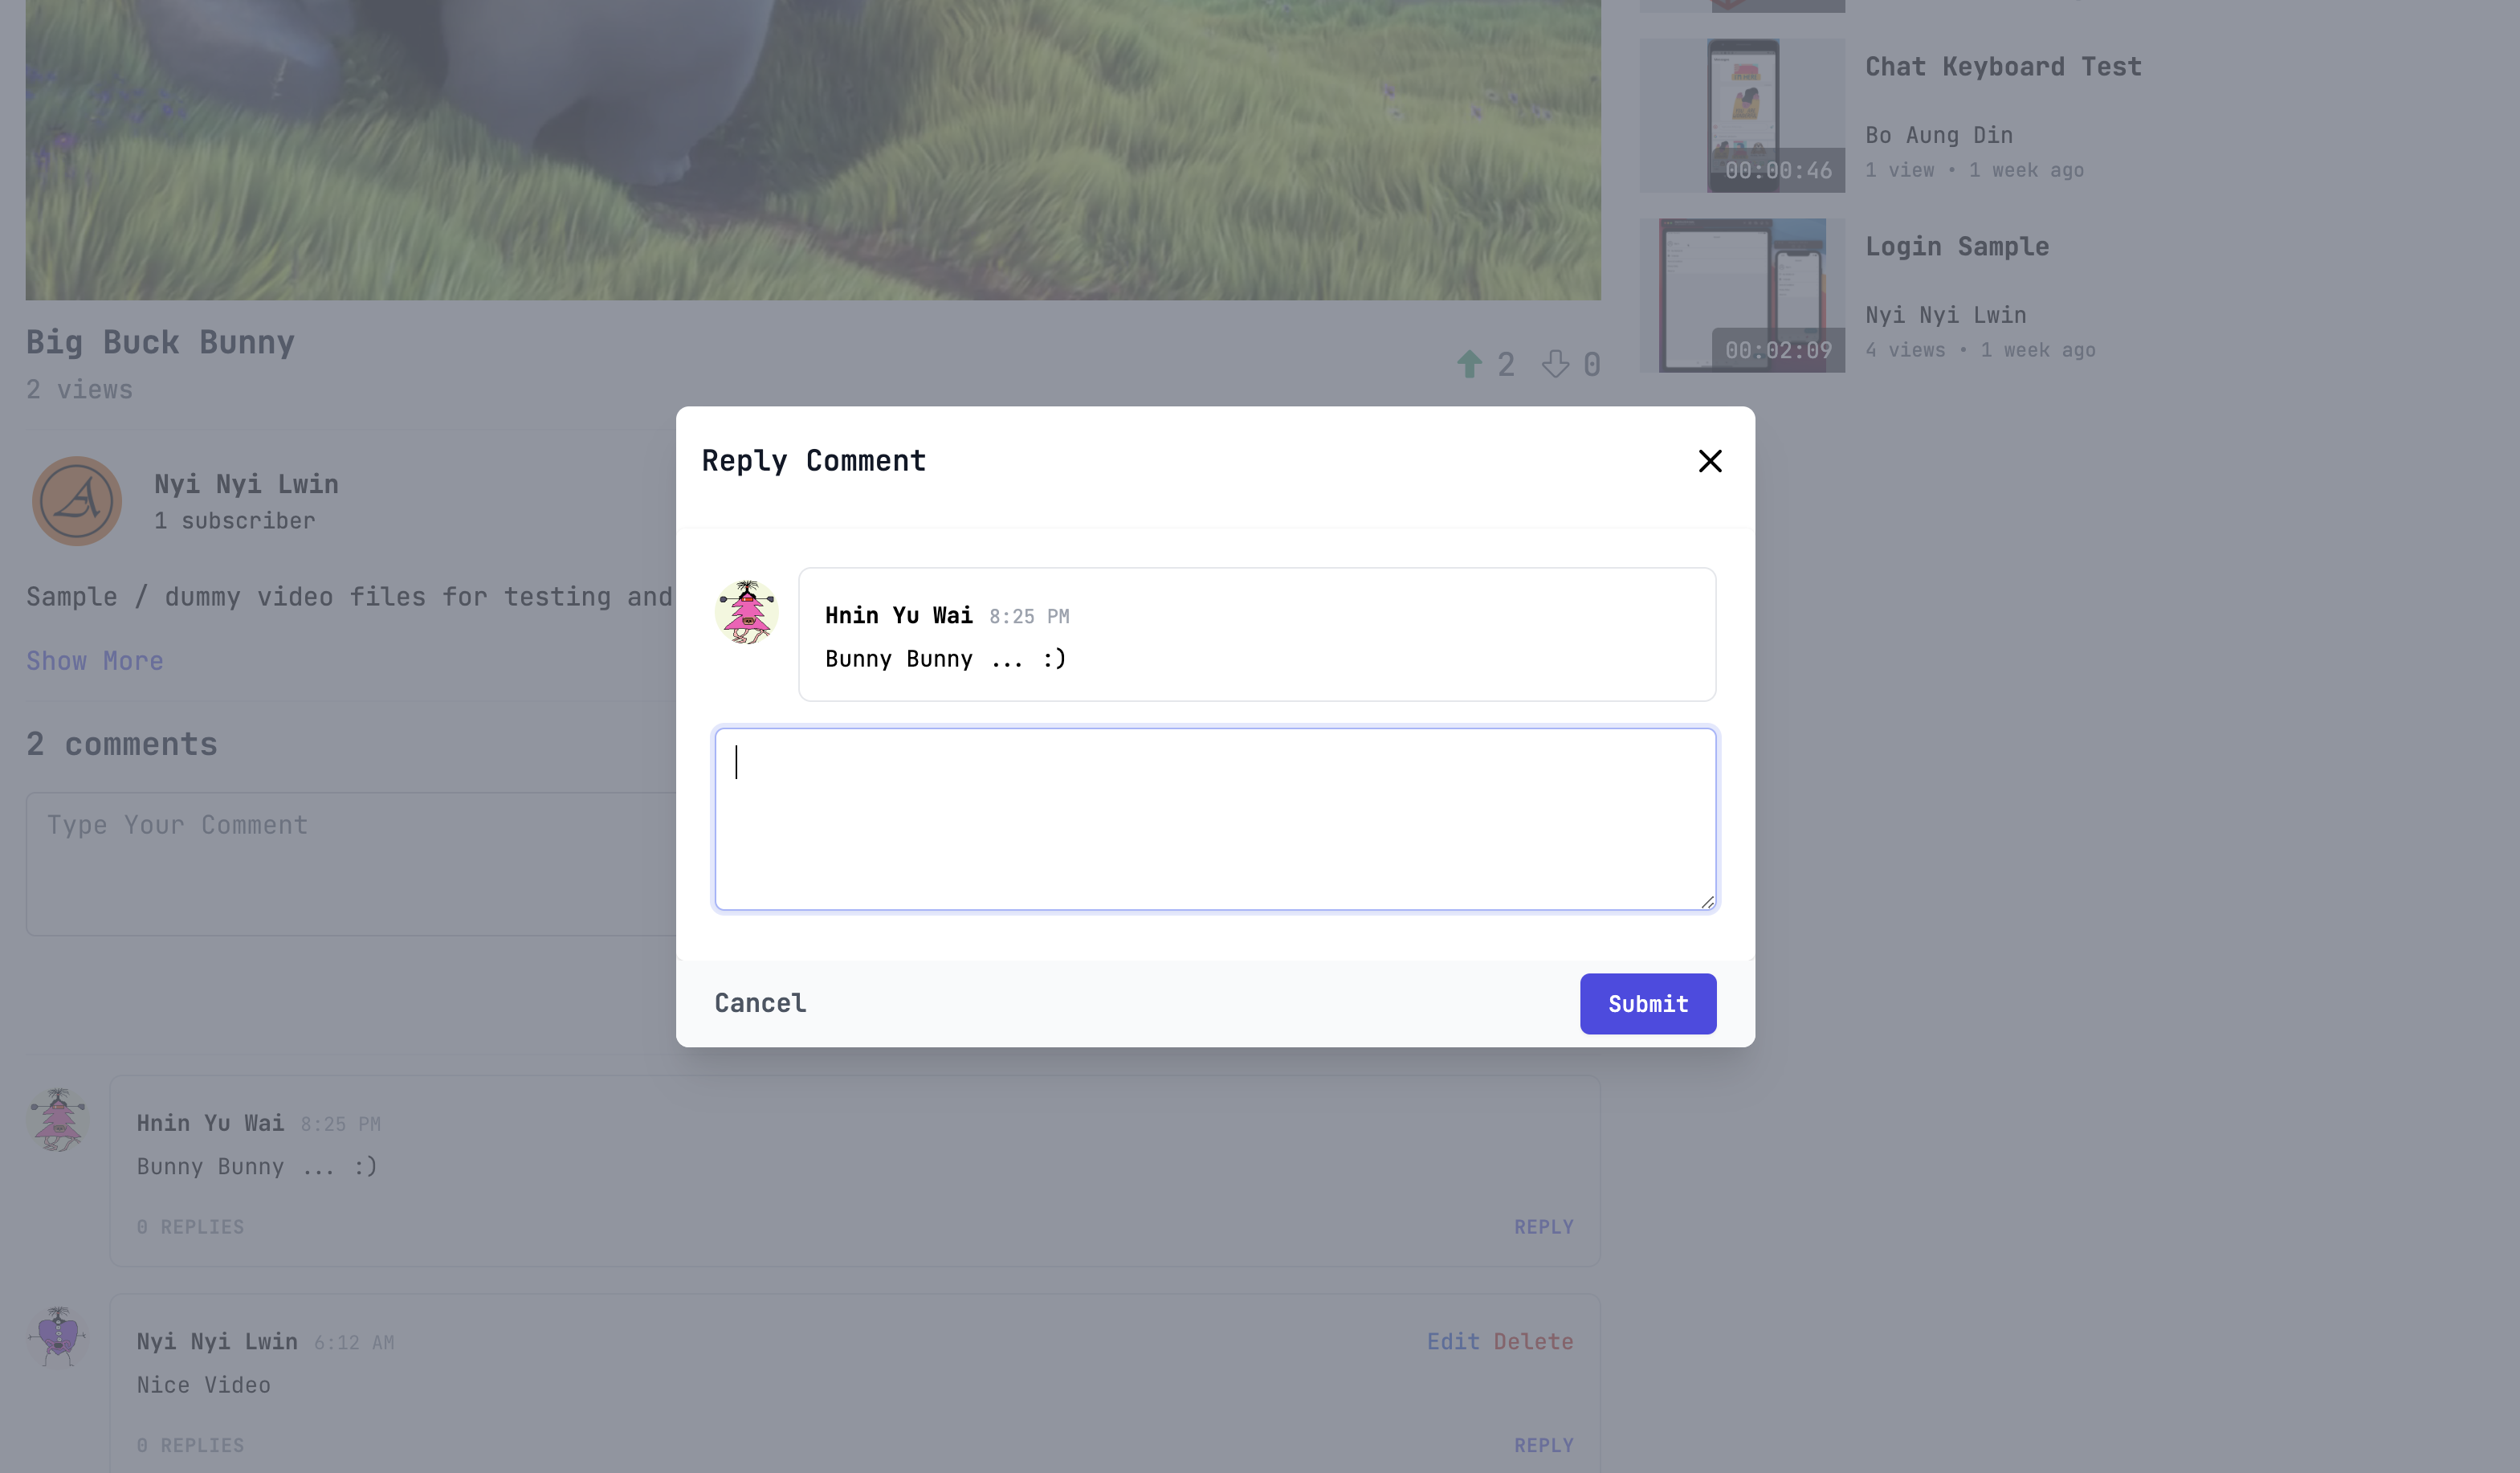 Chat Keyboard Test
Bo Aung Din
1 view • 1 week ago
00:00:46
Login Sample
Nyi Nyi Lwin
4 views • 1 week ago
00:02:09
Big Buck Bunny
2 views
2 0
Nyi Nyi Lwin
1 subscriber
Sample / dummy video files for testing and
Show More
2 comments
Type Your Comment
Reply Comment
Hnin Yu Wai 8:25 PM
Bunny Bunny ... :)
Cancel
Submit
Hnin Yu Wai 8:25 PM
Bunny Bunny ... :)
0 REPLIES
REPLY
Nyi Nyi Lwin 6:12 AM
Edit Delete
Nice Video
0 REPLIES
REPLY